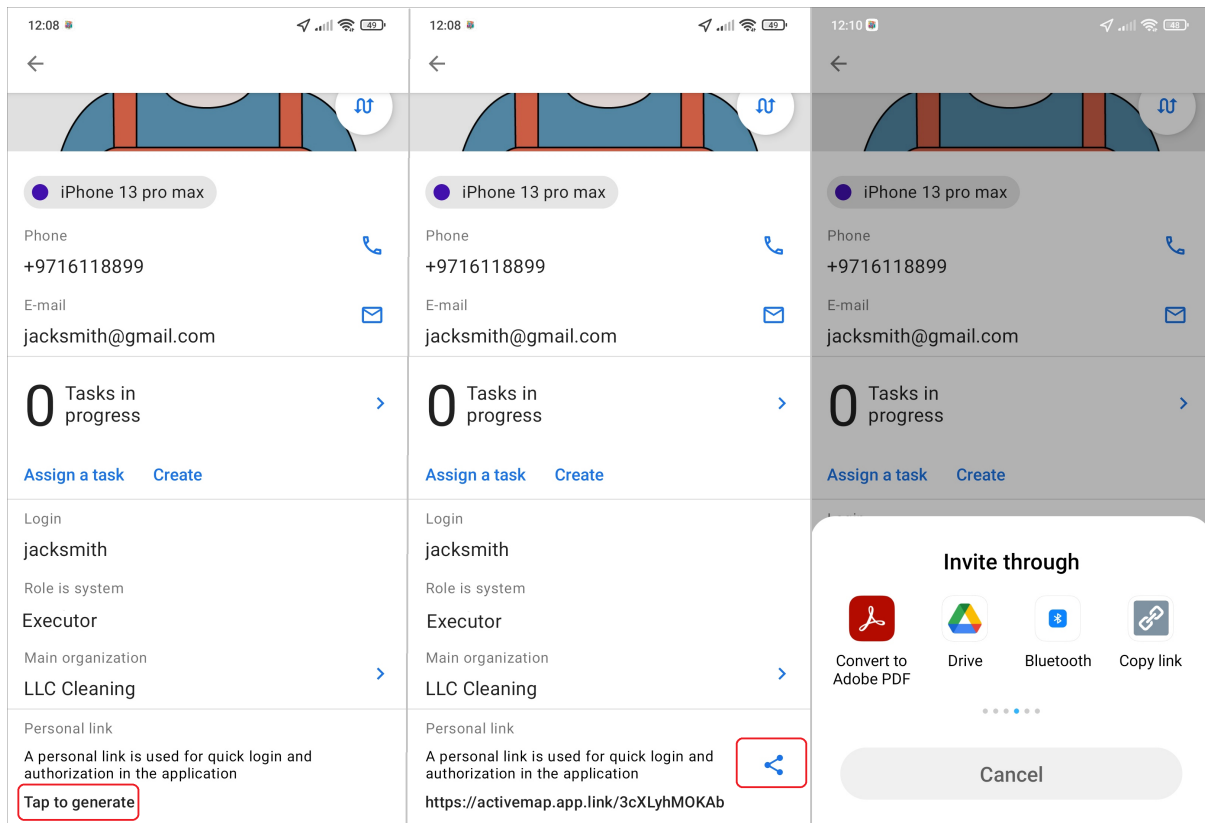 12:08
49
iPhone 13 pro max
Phone
+9716118899
E-mail
jacksmith@gmail.com
0 Tasks in
progress
Assign a task Create
Login
jacksmith
Role is system
Executor
Main organization
LLC Cleaning
Personal link
A personal link is used for quick login and
authorization in the application
Tap to generate
12:08
49
iPhone 13 pro max
Phone
+9716118899
E-mail
jacksmith@gmail.com
0 Tasks in
progress
Assign a task Create
Login
jacksmith
Role is system
Executor
Main organization
LLC Cleaning
Personal link
A personal link is used for quick login and
authorization in the application
https://activemap.app.link/3cXLyhMOKAb
12:10
48
iPhone 13 pro max
Phone
+9716118899
E-mail
jacksmith@gmail.com
0 Tasks in
progress
Assign a task Create
Invite through
Convert to
Adobe PDF
Drive
Bluetooth
Copy link
Cancel